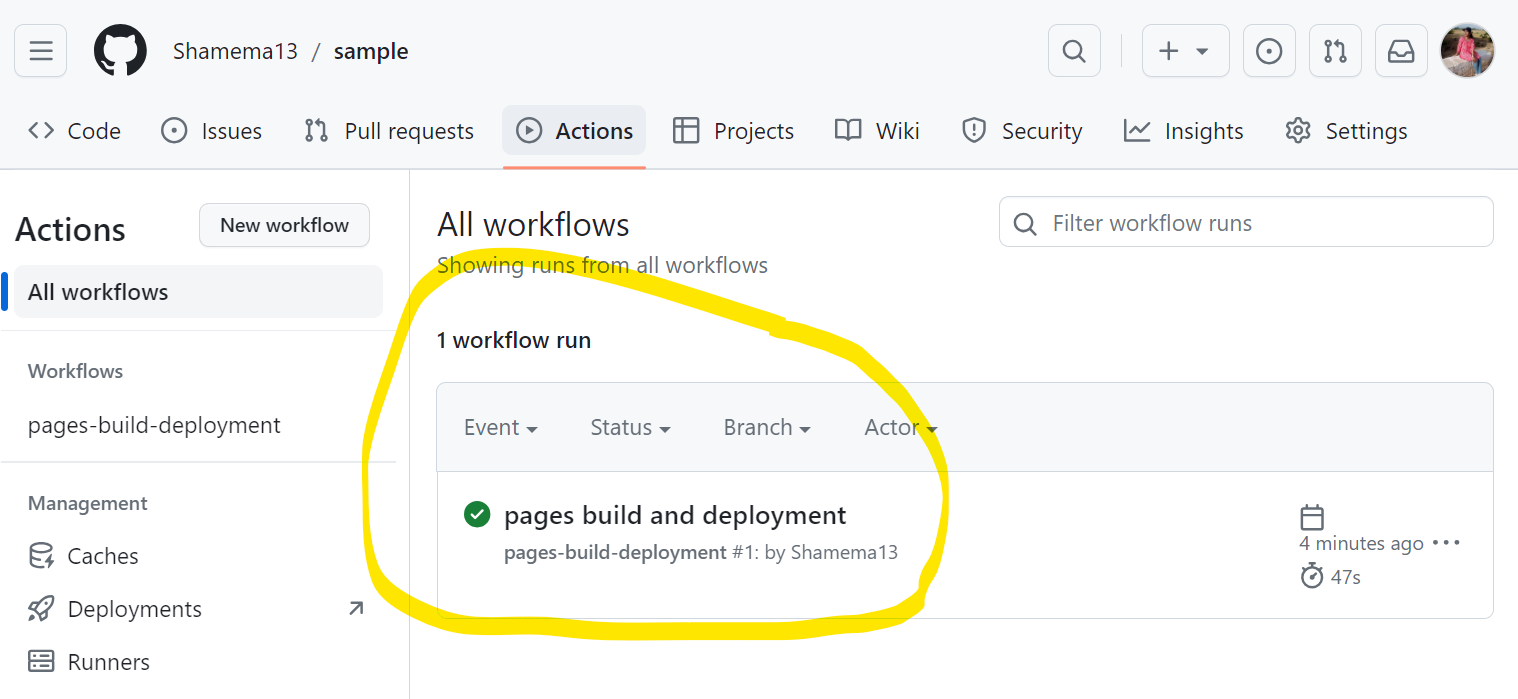 Shamema13 / sample
Code Issues Pull requests Actions Projects Wiki Security Insights Settings
Actions
New workflow
All workflows
Workflows
pages-build-deployment
Management
Caches
Deployments
Runners
All workflows
Showing runs from all workflows
Filter workflow runs
1 workflow run
Event Status Branch Actor
pages build and deployment
pages-build-deployment #1: by Shamema13
4 minutes ago
47s